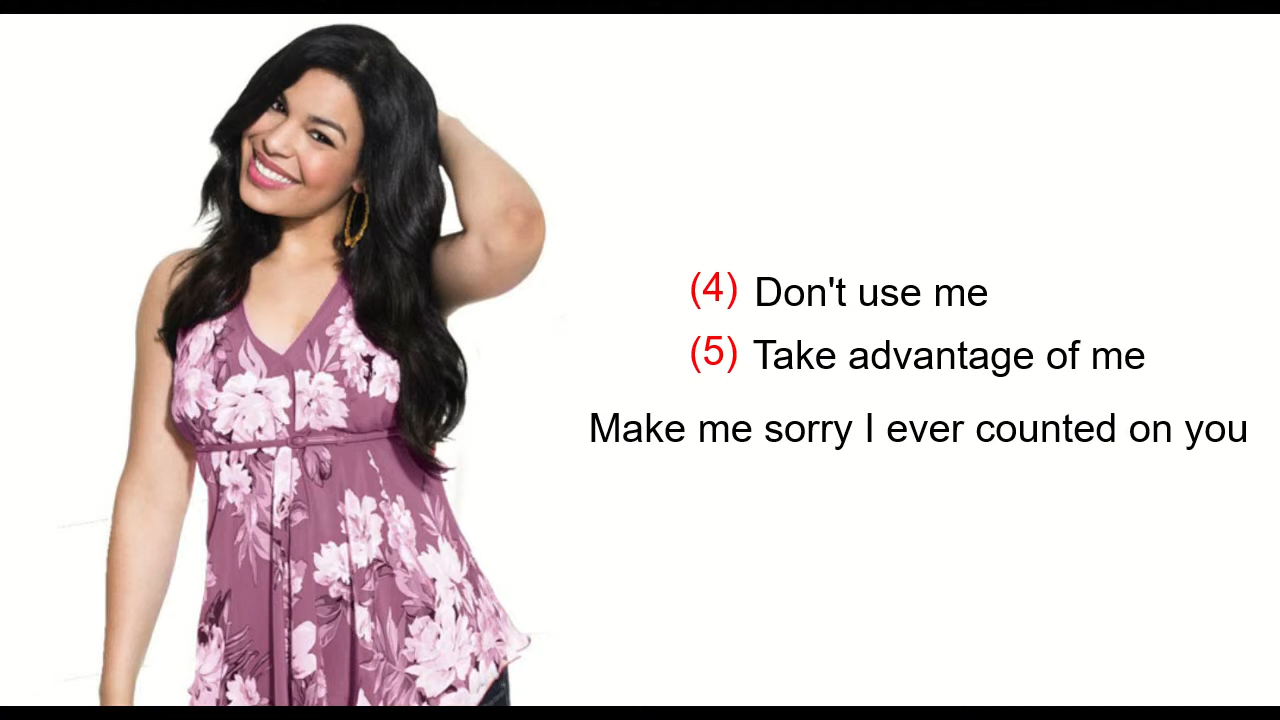 (4) Don't use me
(5) Take advantage of me
Make me sorry I ever counted on you